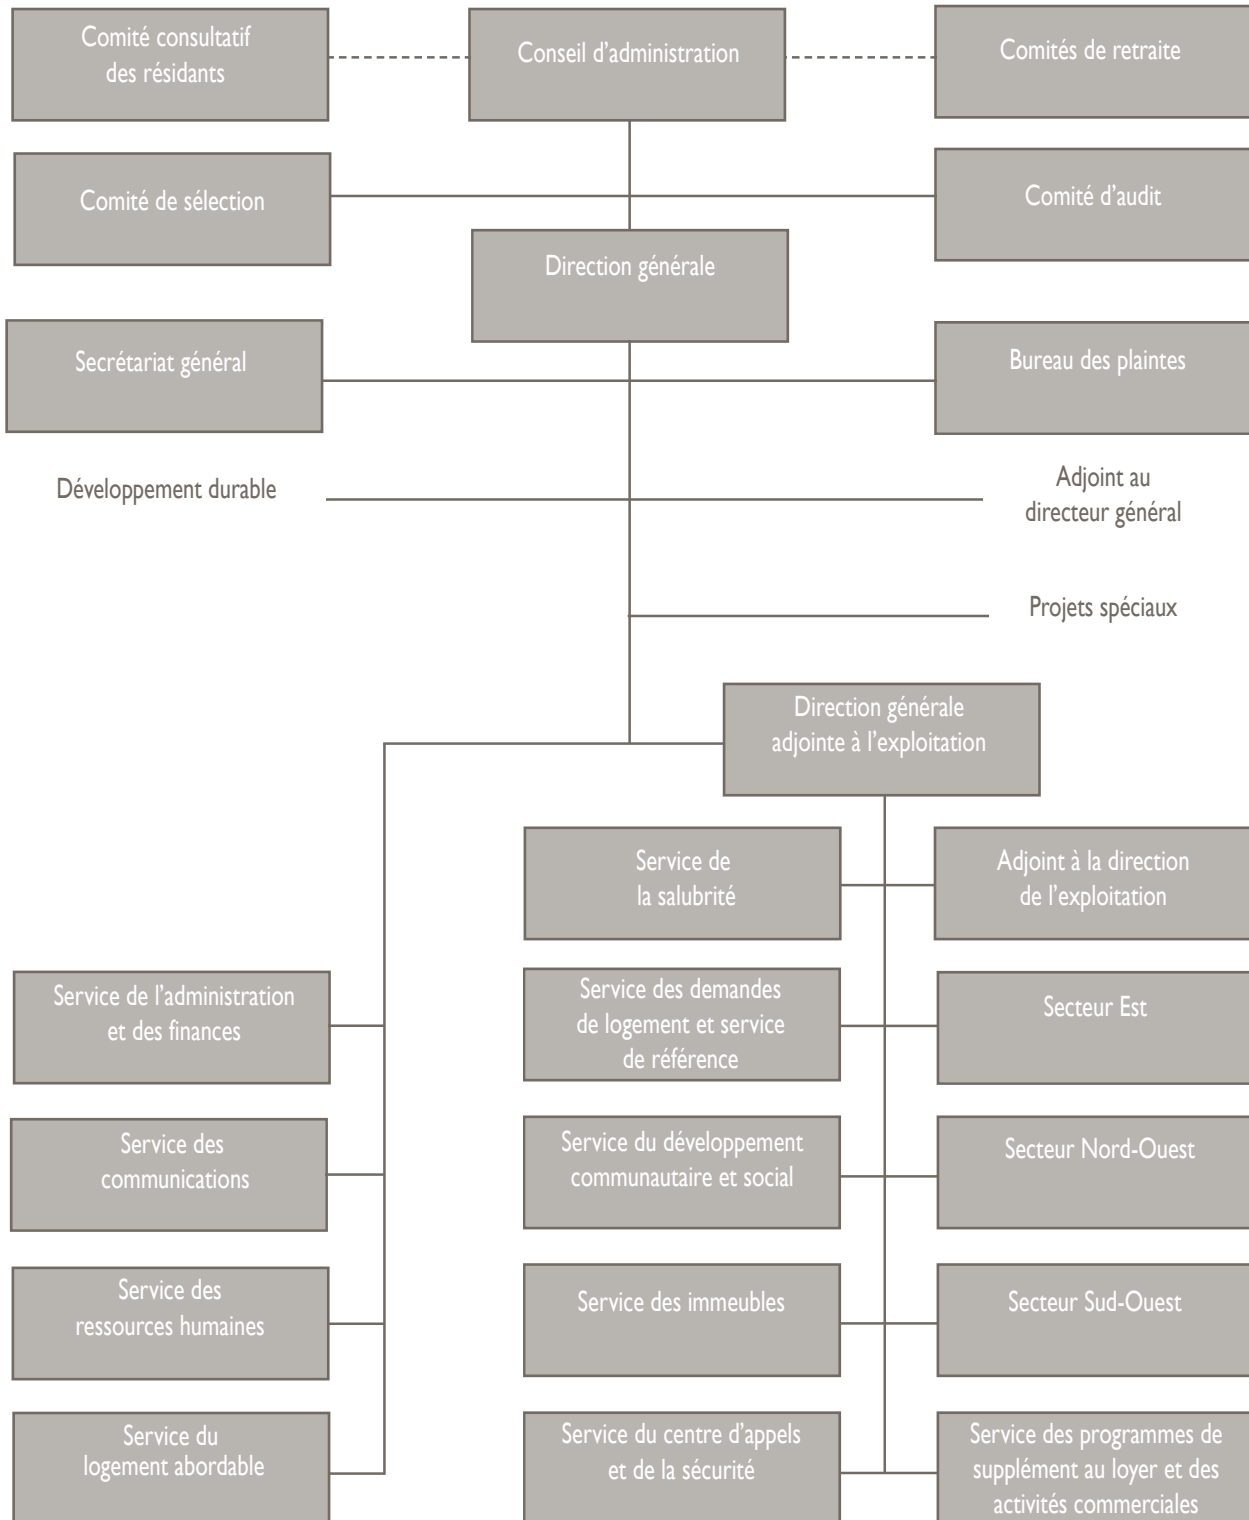 Comité consultatif
des résidants
Conseil d'administration
Comités de retraite
Comité de sélection
Comité d'audit
Direction générale
Secrétariat général
Bureau des plaintes
Développement durable
Adjoint au
directeur général
Projets spéciaux
Direction générale
adjointe à l'exploitation
Service de
la salubrité
Adjoint à la direction
de l'exploitation
Service de l'administration
et des finances
Service des demandes
de logement et service
de référence
Secteur Est
Service des
communications
Service du développement
communautaire et social
Secteur Nord-Ouest
Service des
ressources humaines
Service des immeubles
Secteur Sud-Ouest
Service du
logement abordable
Service du centre d'appels
et de la sécurité
Service des programmes de
supplément au loyer et des
activités commerciales